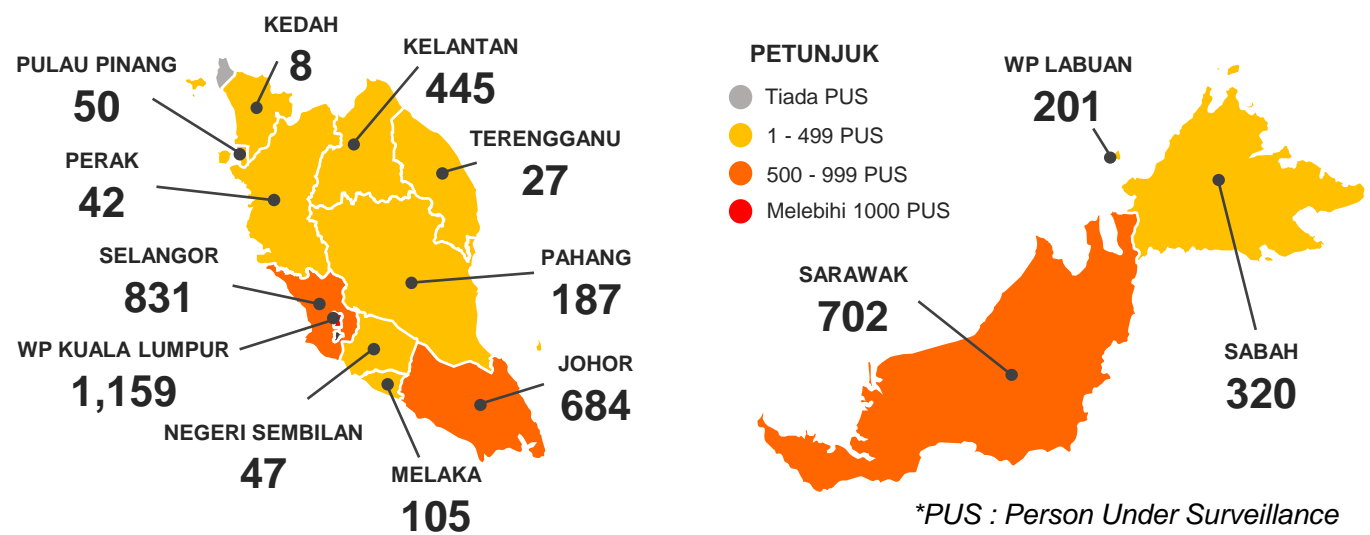 KEDAH
8
KELANTAN
445
PULAU PINANG
50
TERENGGANU
27
PERAK
42
SELANGOR
831
PAHANG
187
WP KUALA LUMPUR
1,159
JOHOR
684
NEGERI SEMBILAN
47
MELAKA
105
PETUNJUK
Tiada PUS
1 - 499 PUS
500 - 999 PUS
Melebihi 1000 PUS
WP LABUAN
201
SARAWAK
702
SABAH
320
*PUS : Person Under Surveillance